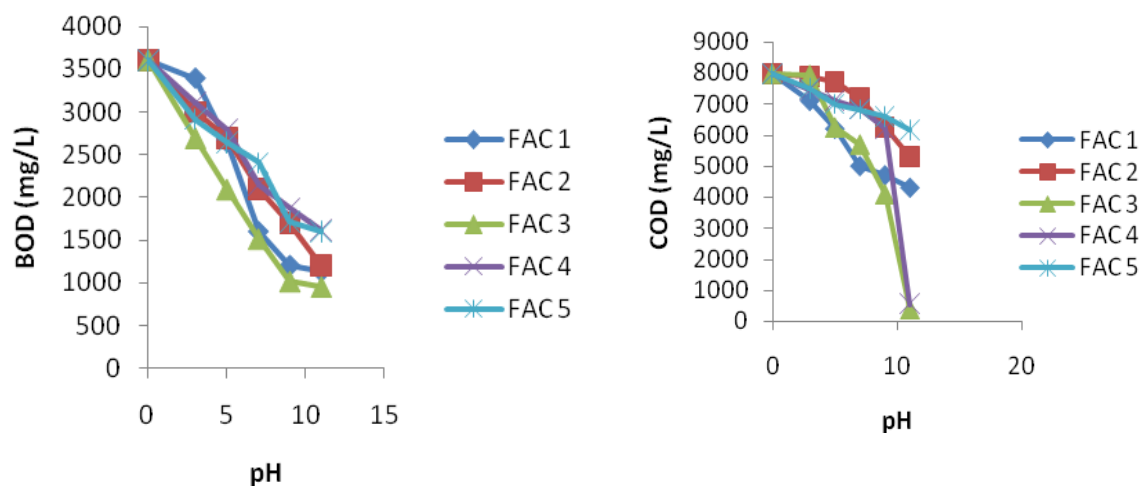 BOD (mg/L)
4000
3500
3000
2500
2000
1500
1000
500
0
0 5 10 15
pH
FAC 1
FAC 2
FAC 3
FAC 4
FAC 5
COD (mg/L)
9000
8000
7000
6000
5000
4000
3000
2000
1000
0
0 10 20
pH
FAC 1
FAC 2
FAC 3
FAC 4
FAC 5